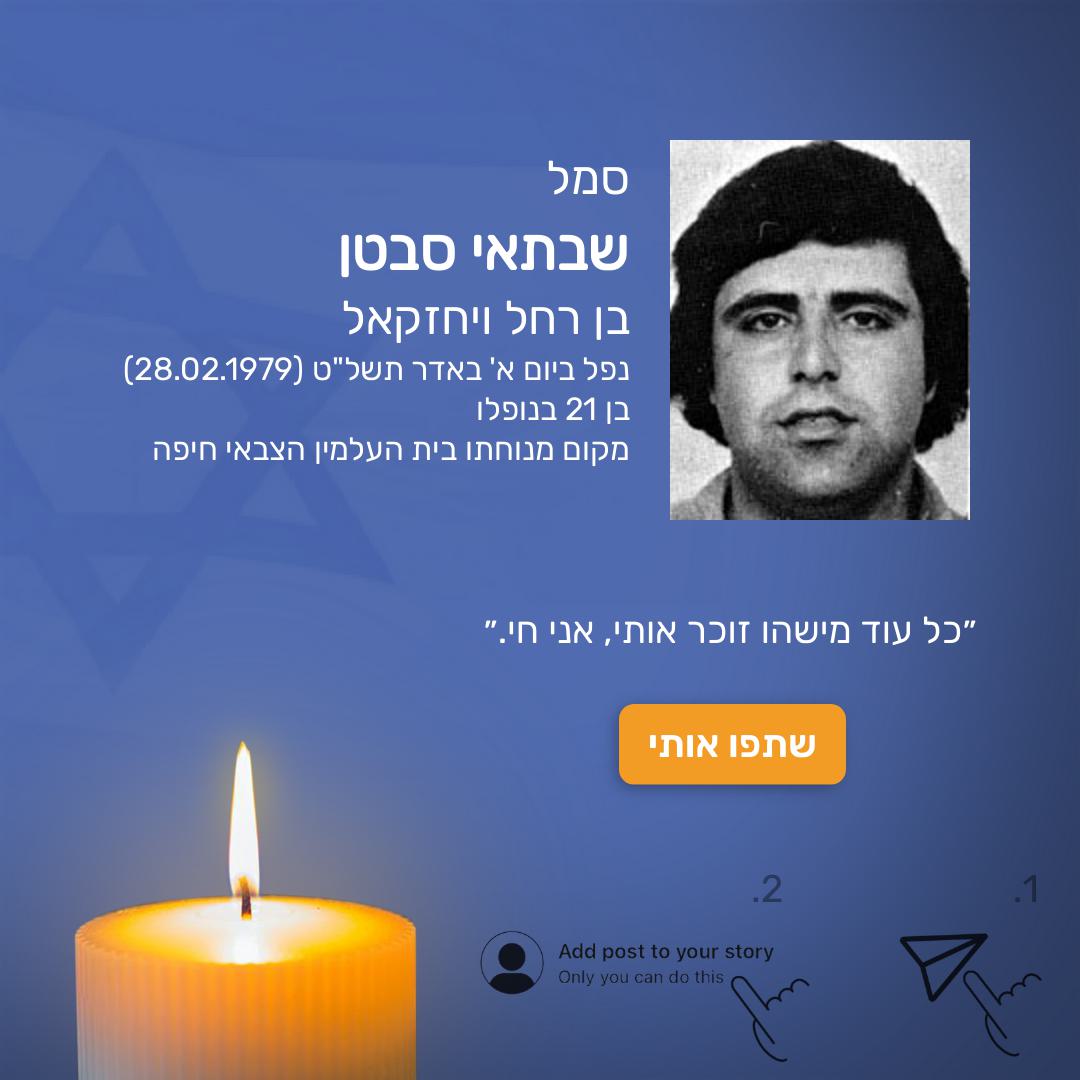 סמל
שבתאי סבטן
בן רחל ויחזקאל
נפל ביום א' באדר תשל"ט (28.02.1979)
בן 21 בנופלו
מקום מנוחתו בית העלמין הצבאי חיפה
״כל עוד מישהו זוכר אותי, אני חי.״
שתפו אותי
1.
2.
Add post to your story
Only you can do this